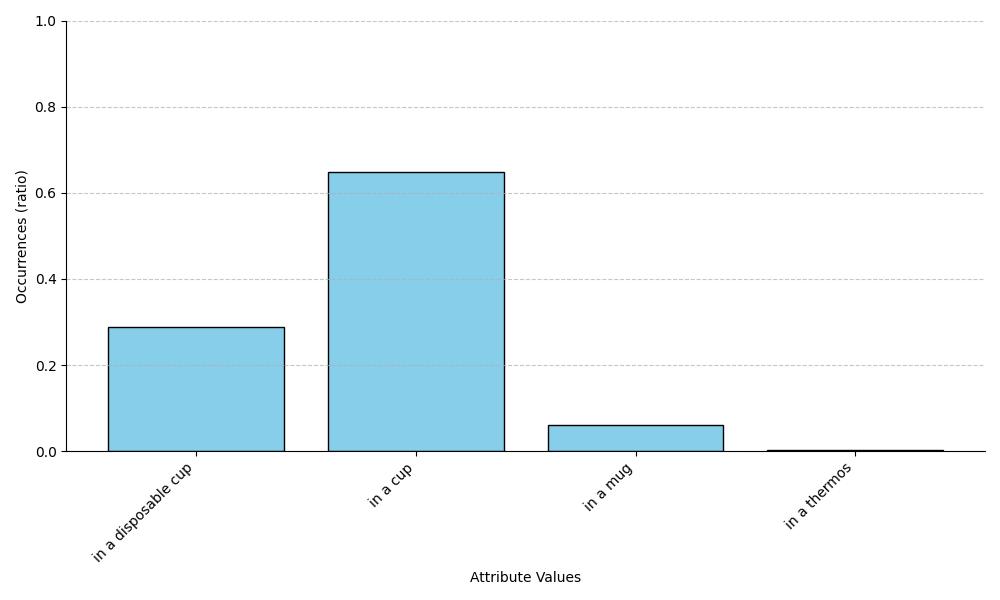 1.0
0.8
0.6
0.4
0.2
0.0
Occurrences (ratio)
in a disposable cup
in a cup
in a mug
in a thermos
Attribute Values